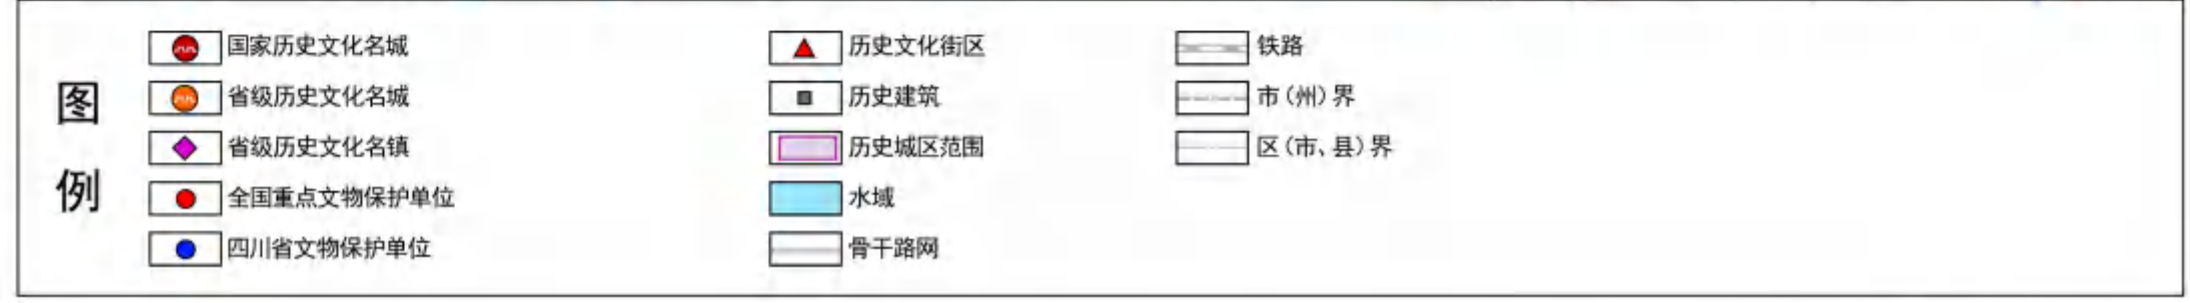 图例
国家历史文化名城
省级历史文化名城
省级历史文化名镇
全国重点文物保护单位
四川省文物保护单位
历史文化街区
历史建筑
历史城区范围
水域
骨干路网
铁路
市（州）界
区（市、县）界